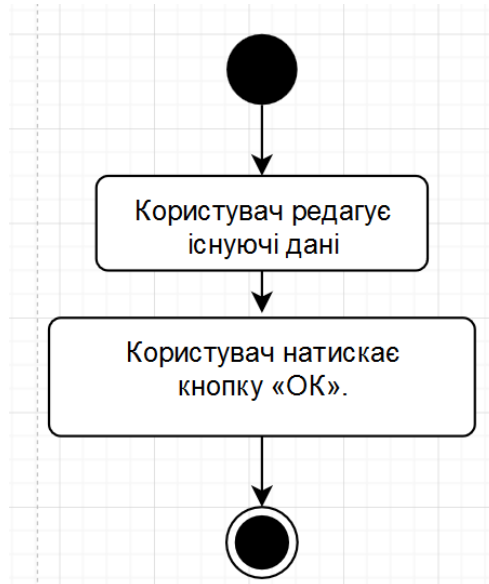 Користувач редагує
існуючі дані
Користувач натискає
кнопку «ОК».